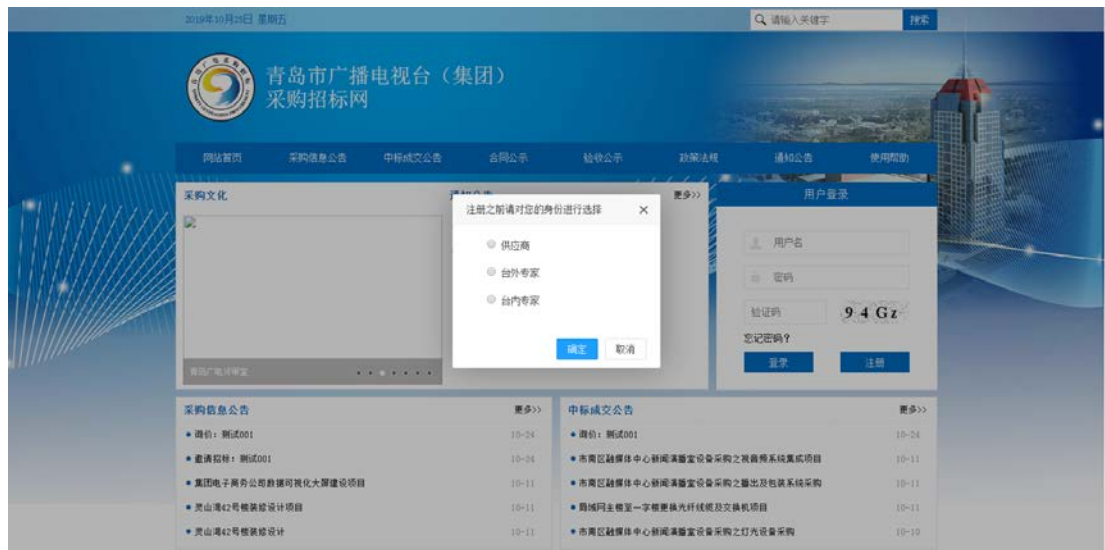 2019年10月25日 星期五
请输入关键字
搜索
青岛市广播电视台（集团）
采购招标网
网站首页 采购信息公告 中标成交公告 合同公示 验收公示 政策法规 通知公告 使用帮助
采购文化
更多>>
用户登录
注册之前请对您的身份进行选择 ×
供应商
台外专家
台内专家
确定 取消
用户名
密码
验证码 9 4 G z
忘记密码？
登录 注册
青岛广电评审室
采购信息公告 更多>>
• 询价：测试001 10-24
• 邀请招标：测试001 10-24
• 集团电子商务公司数据可视化大屏建设项目 10-11
• 灵山湾42号楼装修设计项目 10-11
• 灵山湾42号楼装修设计 10-11
中标成交公告 更多>>
• 询价：测试001 10-24
• 市南区融媒体中心新闻演播室设备采购之视音频系统集成项目 10-11
• 市南区融媒体中心新闻演播室设备采购之播出及包装系统采购 10-11
• 局域网主楼至一字楼更换光纤线缆及交换机项目 10-11
• 市南区融媒体中心新闻演播室设备采购之灯光设备采购 10-10